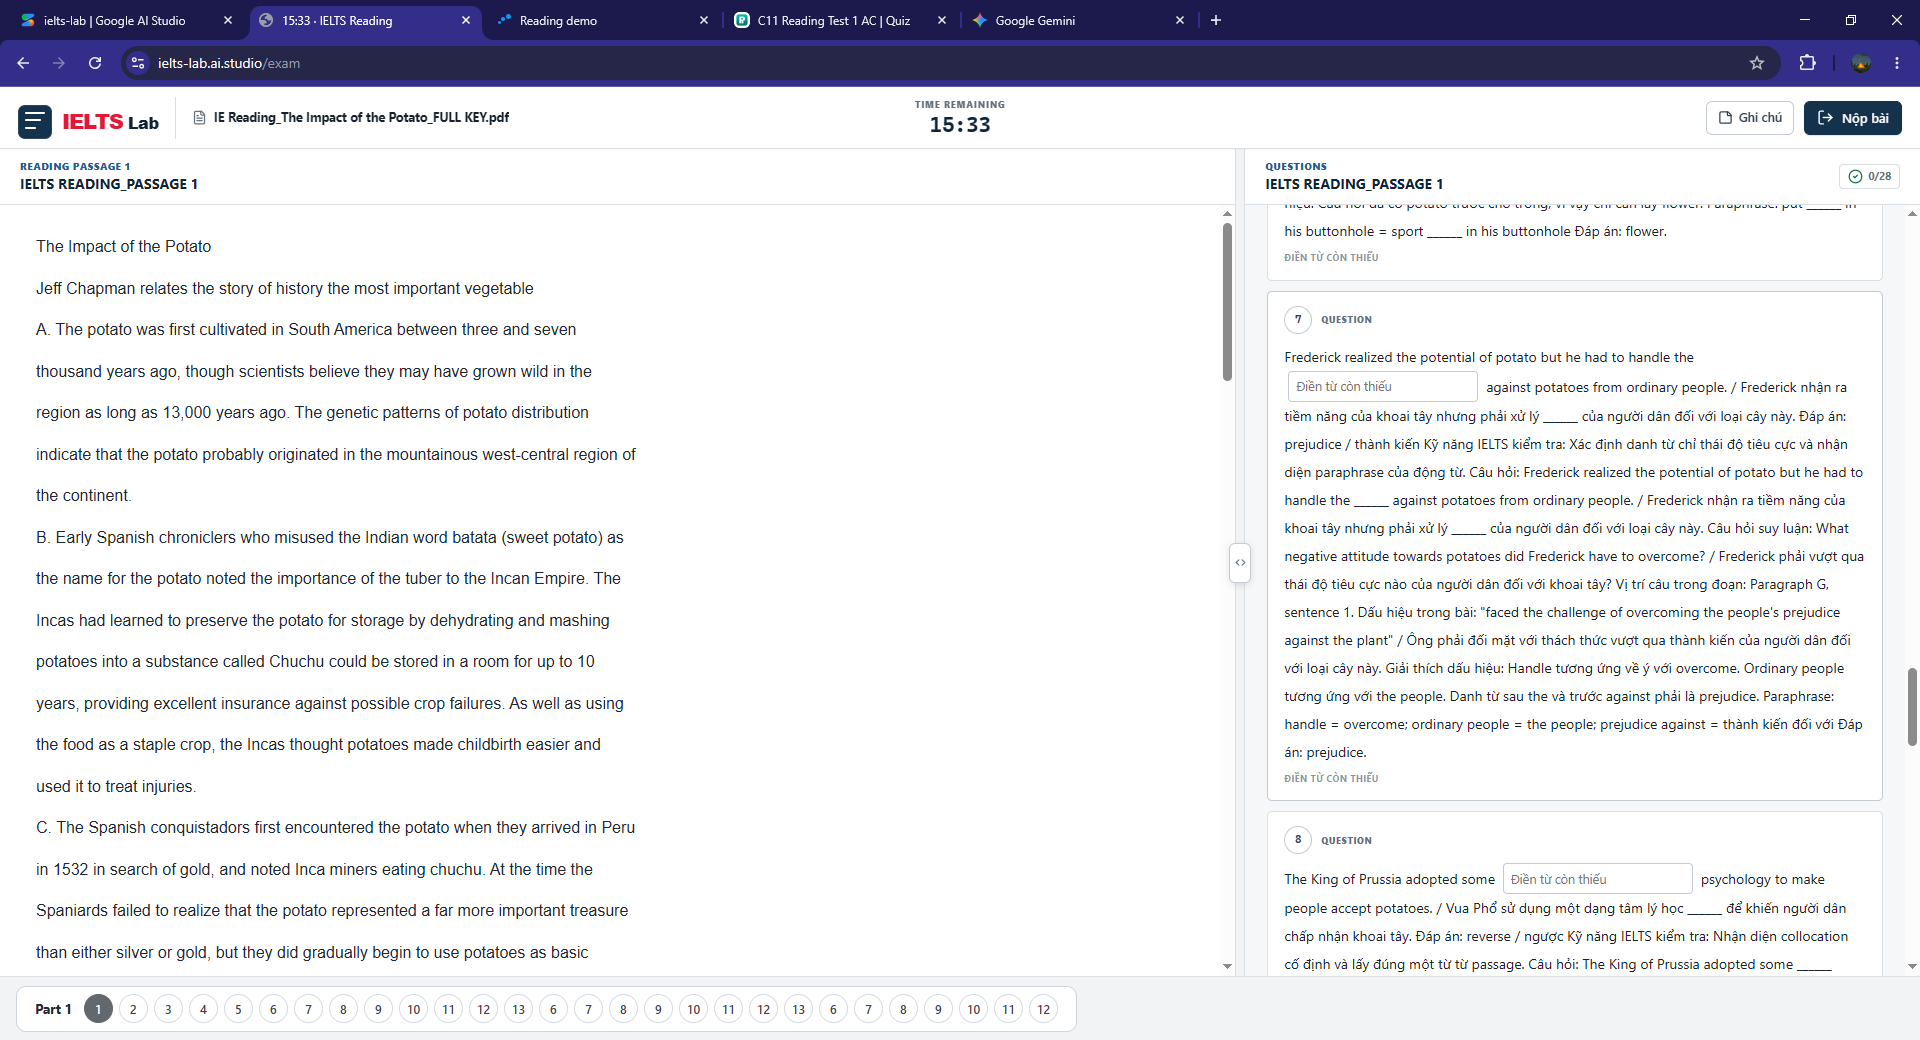 ielts-lab | Google AI Studio
15:33 · IELTS Reading
Reading demo
C11 Reading Test 1 AC | Quiz
Google Gemini
ielts-lab.ai.studio/exam
IELTS Lab
IE Reading_The Impact of the Potato_FULL KEY.pdf
TIME REMAINING
15:33
Ghi chú
Nộp bài
READING PASSAGE 1
IELTS READING_PASSAGE 1
The Impact of the Potato
Jeff Chapman relates the story of history the most important vegetable
A. The potato was first cultivated in South America between three and seven
thousand years ago, though scientists believe they may have grown wild in the
region as long as 13,000 years ago. The genetic patterns of potato distribution
indicate that the potato probably originated in the mountainous west-central region of
the continent.
B. Early Spanish chroniclers who misused the Indian word batata (sweet potato) as
the name for the potato noted the importance of the tuber to the Incan Empire. The
Incas had learned to preserve the potato for storage by dehydrating and mashing
potatoes into a substance called Chuchu could be stored in a room for up to 10
years, providing excellent insurance against possible crop failures. As well as using
the food as a staple crop, the Incas thought potatoes made childbirth easier and
used it to treat injuries.
C. The Spanish conquistadors first encountered the potato when they arrived in Peru
in 1532 in search of gold, and noted Inca miners eating chuchu. At the time the
Spaniards failed to realize that the potato represented a far more important treasure
than either silver or gold, but they did gradually begin to use potatoes as basic
QUESTIONS
IELTS READING_PASSAGE 1
0/28
hiệu: Câu hỏi đã có potato trước chỗ trống, vì vậy chỉ cần lấy flower. Paraphrase: put ______ in
his buttonhole = sport ______ in his buttonhole Đáp án: flower.
ĐIỀN TỪ CÒN THIẾU
7 QUESTION
Frederick realized the potential of potato but he had to handle the
Điền từ còn thiếu against potatoes from ordinary people. / Frederick nhận ra
tiềm năng của khoai tây nhưng phải xử lý ______ của người dân đối với loại cây này. Đáp án:
prejudice / thành kiến Kỹ năng IELTS kiểm tra: Xác định danh từ chỉ thái độ tiêu cực và nhận
diện paraphrase của động từ. Câu hỏi: Frederick realized the potential of potato but he had to
handle the ______ against potatoes from ordinary people. / Frederick nhận ra tiềm năng của
khoai tây nhưng phải xử lý ______ của người dân đối với loại cây này. Câu hỏi suy luận: What
negative attitude towards potatoes did Frederick have to overcome? / Frederick phải vượt qua
thái độ tiêu cực nào của người dân đối với khoai tây? Vị trí câu trong đoạn: Paragraph G,
sentence 1. Dấu hiệu trong bài: "faced the challenge of overcoming the people's prejudice
against the plant" / Ông phải đối mặt với thách thức vượt qua thành kiến của người dân đối
với loại cây này. Giải thích dấu hiệu: Handle tương ứng về ý với overcome. Ordinary people
tương ứng với the people. Danh từ sau the và trước against phải là prejudice. Paraphrase:
handle = overcome; ordinary people = the people; prejudice against = thành kiến đối với Đáp
án: prejudice.
ĐIỀN TỪ CÒN THIẾU
8 QUESTION
The King of Prussia adopted some Điền từ còn thiếu psychology to make
people accept potatoes. / Vua Phổ sử dụng một dạng tâm lý học ______ để khiến người dân
chấp nhận khoai tây. Đáp án: reverse / ngược Kỹ năng IELTS kiểm tra: Nhận diện collocation
cố định và lấy đúng một từ từ passage. Câu hỏi: The King of Prussia adopted some ______
Part 1 1 2 3 4 5 6 7 8 9 10 11 12 13 6 7 8 9 10 11 12 13 6 7 8 9 10 11 12